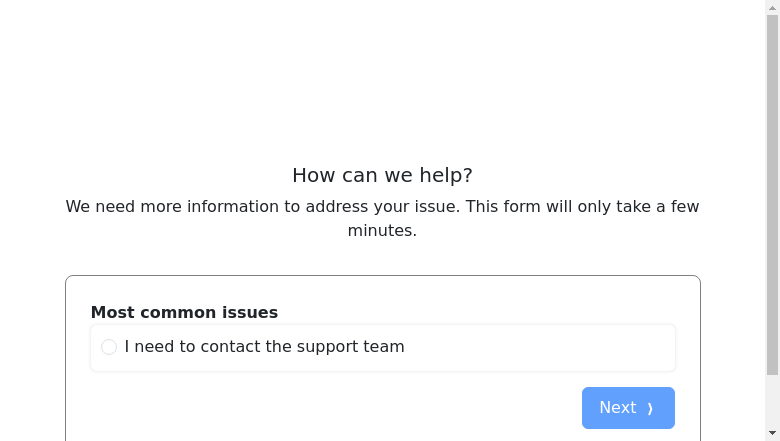 How can we help?
We need more information to address your issue. This form will only take a few
minutes.
Most common issues
I need to contact the support team
Next ⟩